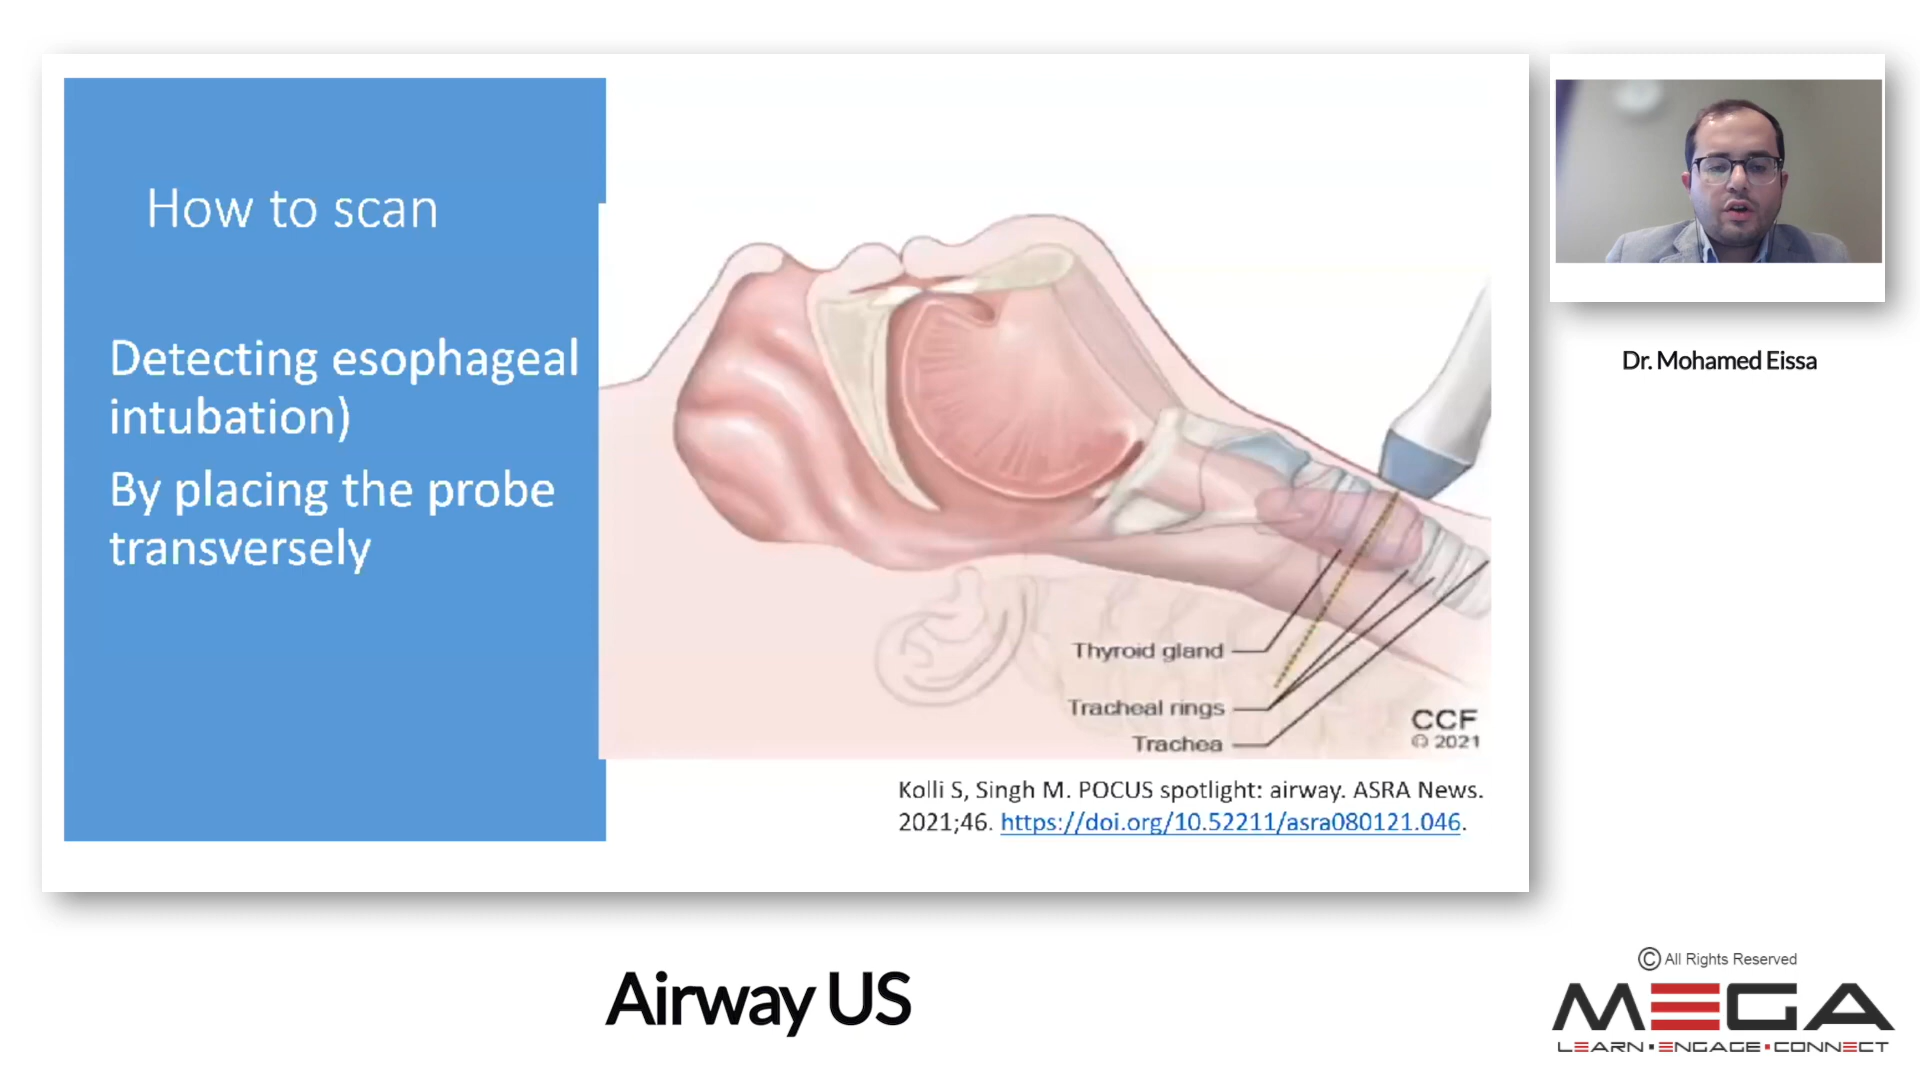 How to scan
Detecting esophageal
intubation)
By placing the probe
transversely
Thyroid gland
Tracheal rings
Trachea
CCF
© 2021
Kolli S, Singh M. POCUS spotlight: airway. ASRA News.
2021;46. https://doi.org/10.52211/asra080121.046.
Dr. Mohamed Eissa
Airway US
© All Rights Reserved
MEGA
LEARN▪ENGAGE▪CONNECT